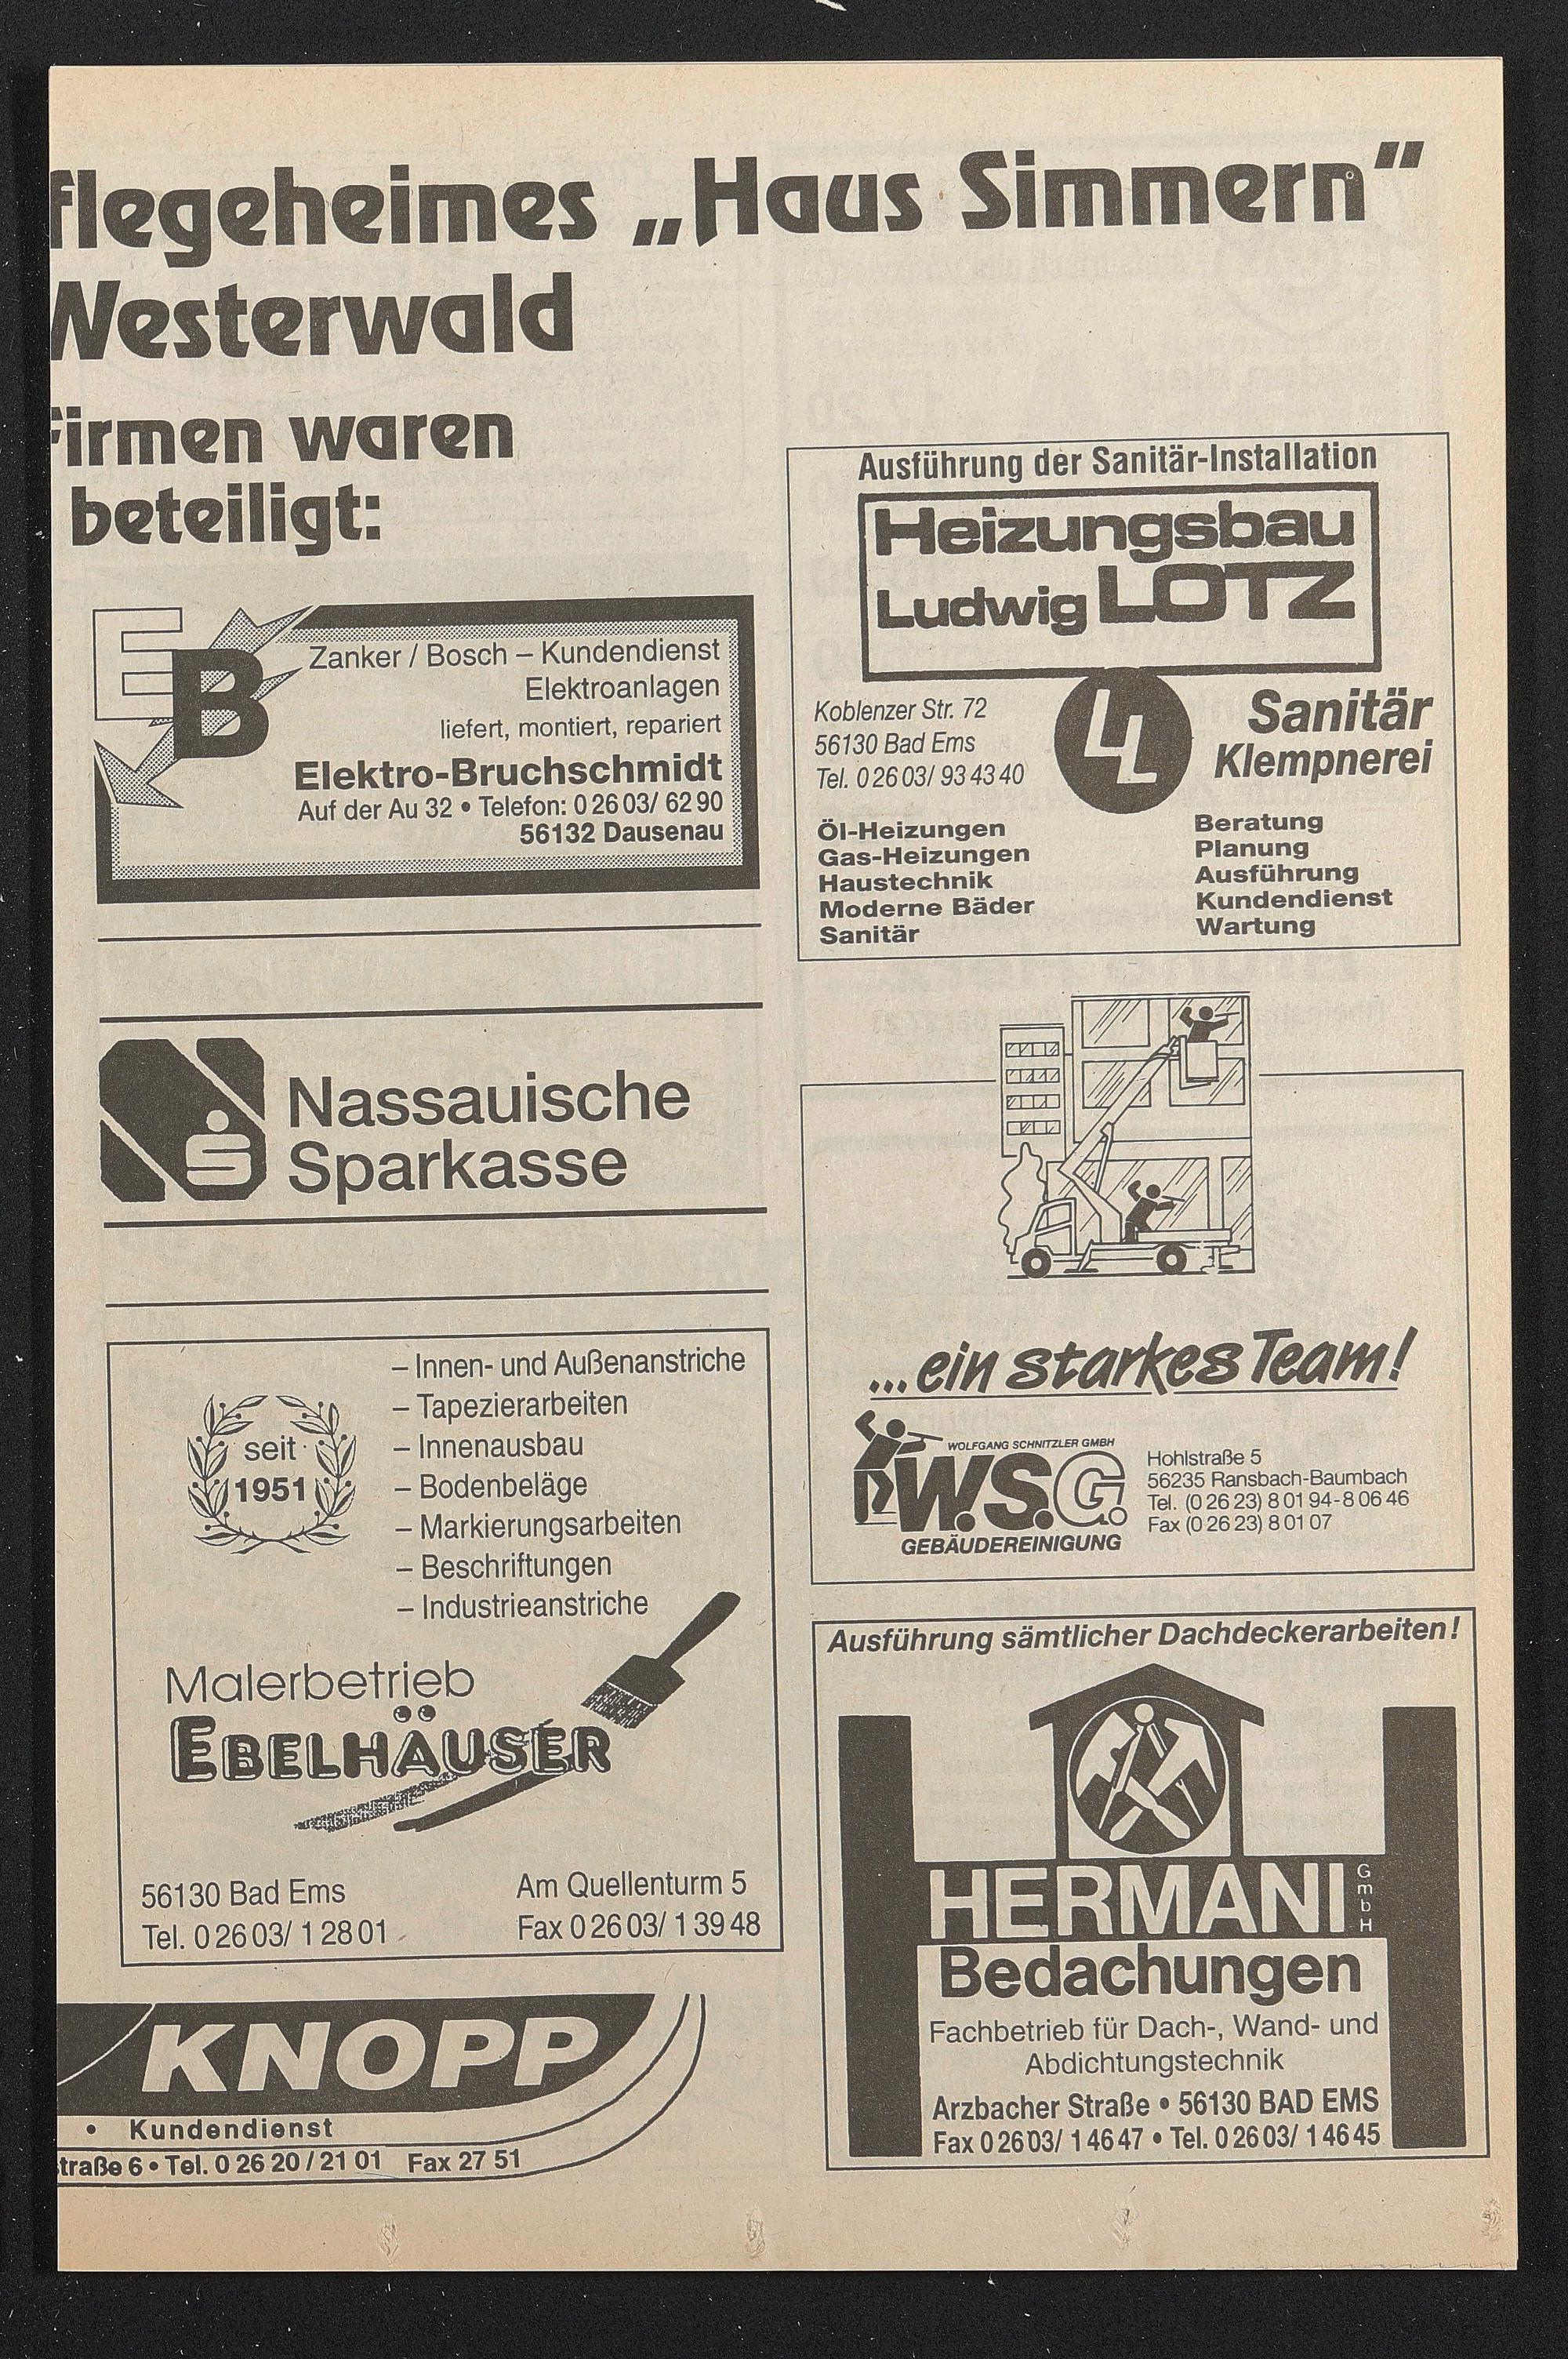 flegeheimes „Haus Simmern"
Westerwald
firmen waren
beteiligt:
EB
Zanker / Bosch – Kundendienst
Elektroanlagen
liefert, montiert, repariert
Elektro-Bruchschmidt
Auf der Au 32 • Telefon: 0 26 03/ 62 90
56132 Dausenau
Nassauische
Sparkasse
seit
1951
– Innen- und Außenanstriche
– Tapezierarbeiten
– Innenausbau
– Bodenbeläge
– Markierungsarbeiten
– Beschriftungen
– Industrieanstriche
Malerbetrieb
EBELHÄUSER
56130 Bad Ems
Am Quellenturm 5
Tel. 0 26 03/ 1 28 01
Fax 0 26 03/ 1 39 48
KNOPP
• Kundendienst
traße 6 • Tel. 0 26 20 / 21 01 Fax 27 51
Ausführung der Sanitär-Installation
Heizungsbau
Ludwig LOTZ
Koblenzer Str. 72
56130 Bad Ems
Tel. 0 26 03/ 93 43 40
LL
Sanitär
Klempnerei
Öl-Heizungen
Gas-Heizungen
Haustechnik
Moderne Bäder
Sanitär
Beratung
Planung
Ausführung
Kundendienst
Wartung
...ein starkes Team!
WOLFGANG SCHNITZLER GMBH
W.S.G.
GEBÄUDEREINIGUNG
Hohlstraße 5
56235 Ransbach-Baumbach
Tel. (0 26 23) 8 01 94-8 06 46
Fax (0 26 23) 8 01 07
Ausführung sämtlicher Dachdeckerarbeiten!
HERMANI GmbH
Bedachungen
Fachbetrieb für Dach-, Wand- und
Abdichtungstechnik
Arzbacher Straße • 56130 BAD EMS
Fax 0 26 03/ 1 46 47 • Tel. 0 26 03/ 1 46 45